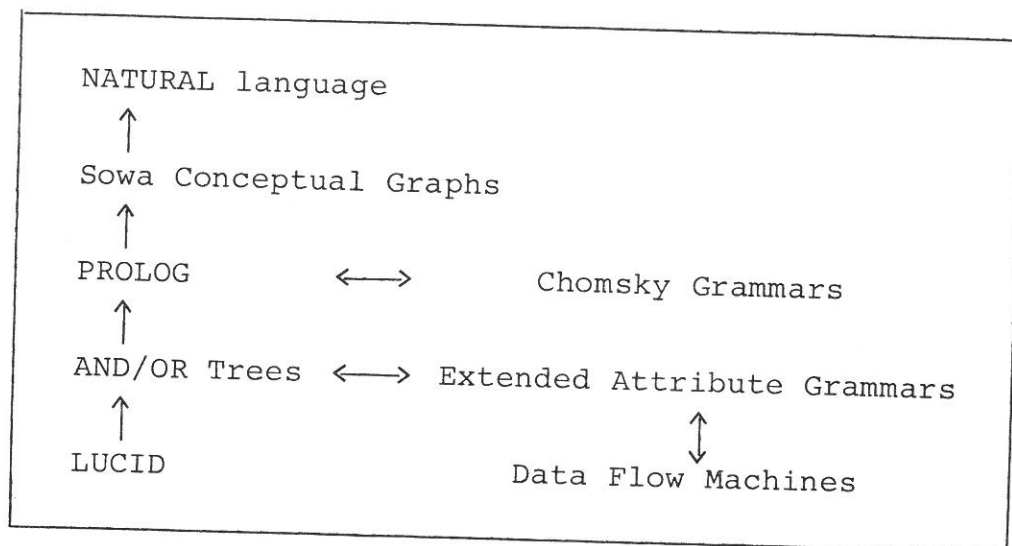 NATURAL language
Sowa Conceptual Graphs
PROLOG ↔ Chomsky Grammars
AND/OR Trees ↔ Extended Attribute Grammars
LUCID Data Flow Machines